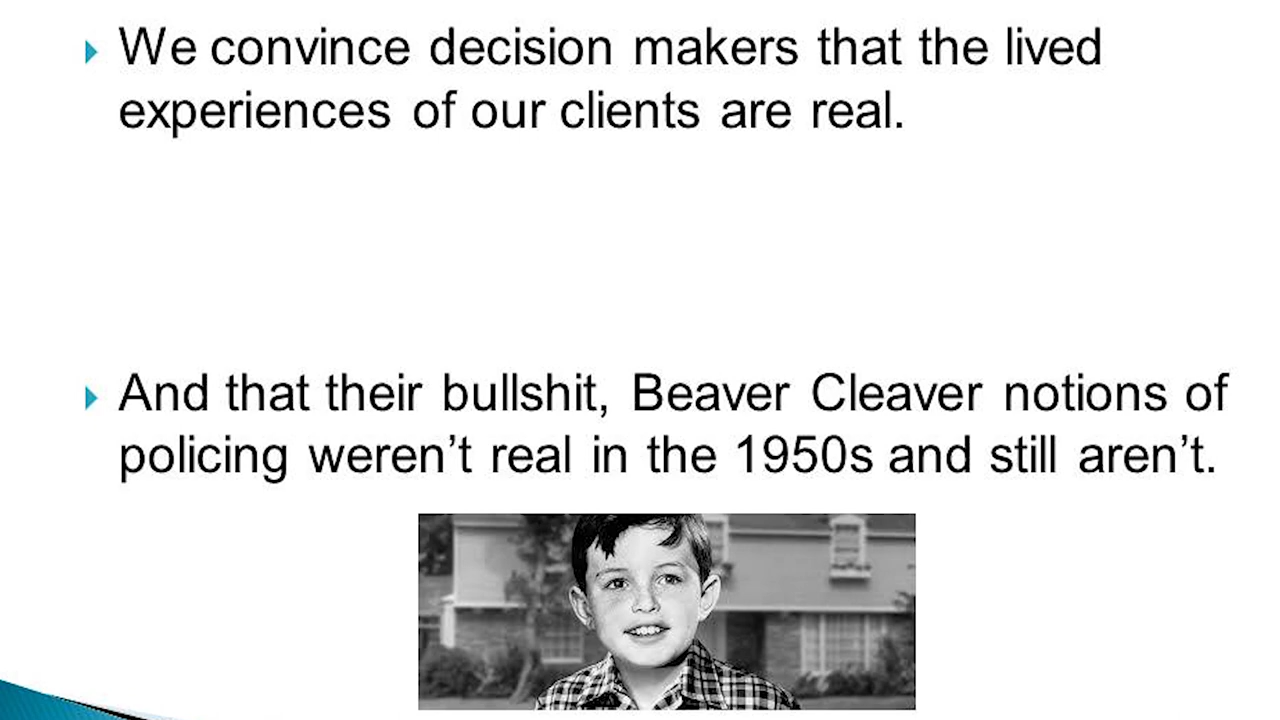 We convince decision makers that the lived
experiences of our clients are real.
And that their bullshit, Beaver Cleaver notions of
policing weren’t real in the 1950s and still aren’t.